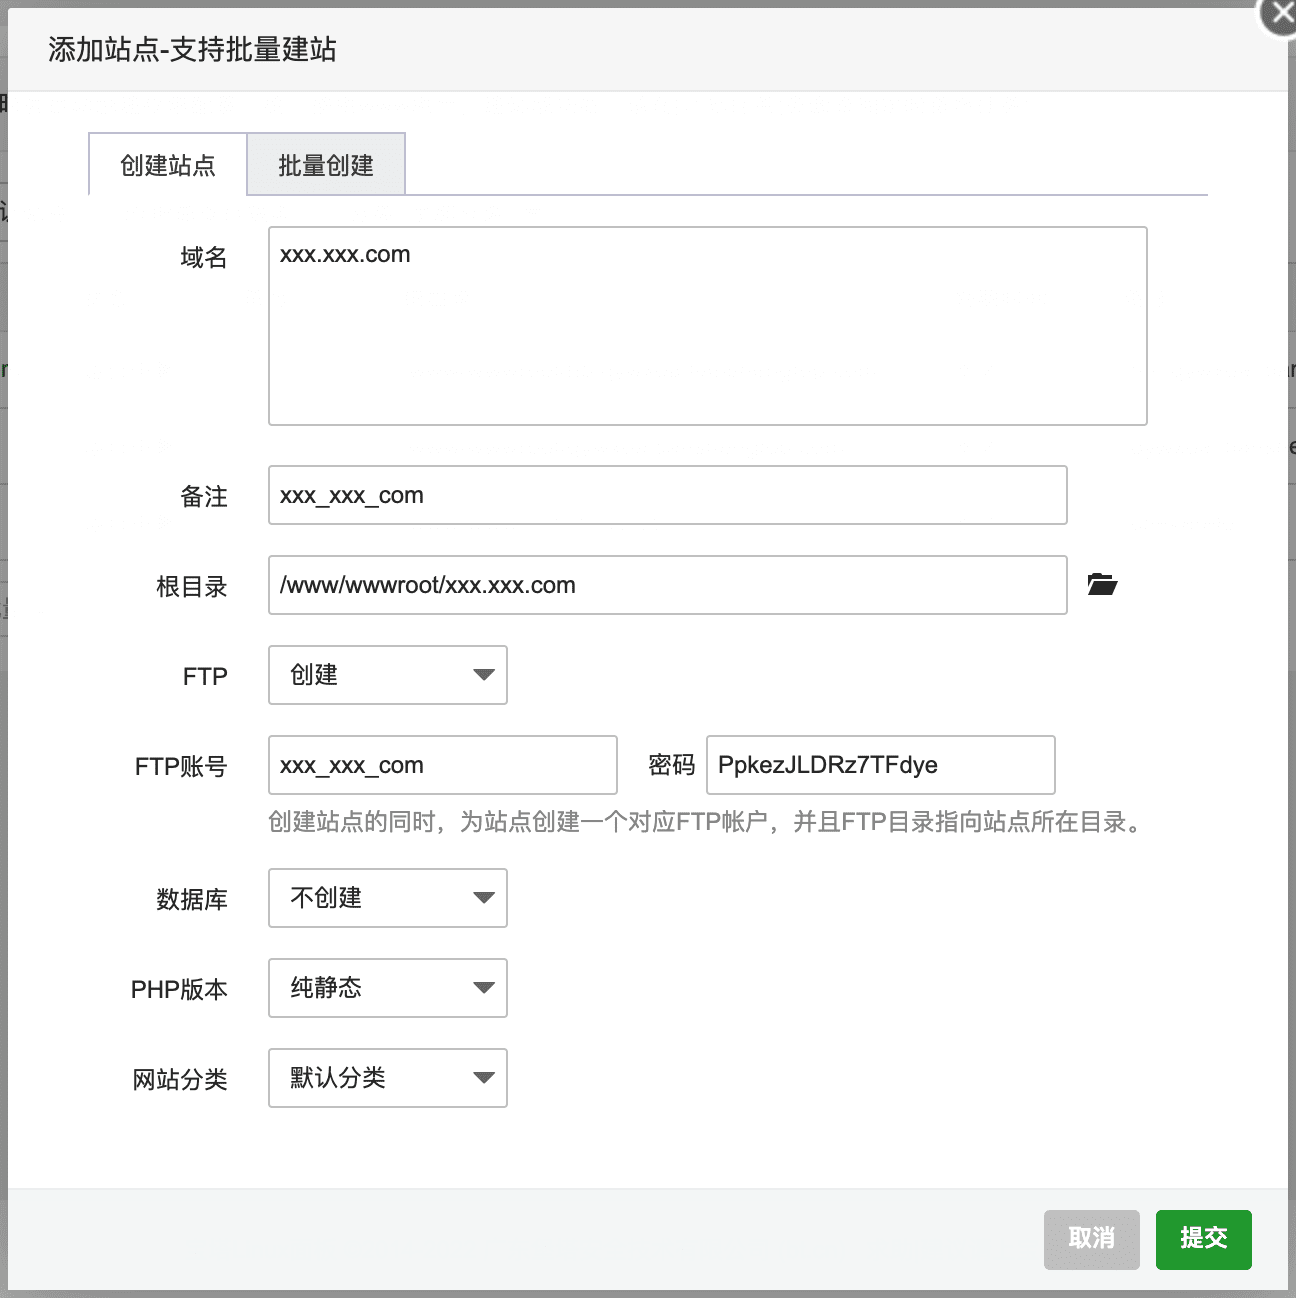 添加站点-支持批量建站
创建站点 批量创建
域名 xxx.xxx.com
备注 xxx_xxx_com
根目录 /www/wwwroot/xxx.xxx.com
FTP 创建
FTP账号 xxx_xxx_com 密码 PpkezJLDRz7TFdye
创建站点的同时，为站点创建一个对应FTP帐户，并且FTP目录指向站点所在目录。
数据库 不创建
PHP版本 纯静态
网站分类 默认分类
取消 提交